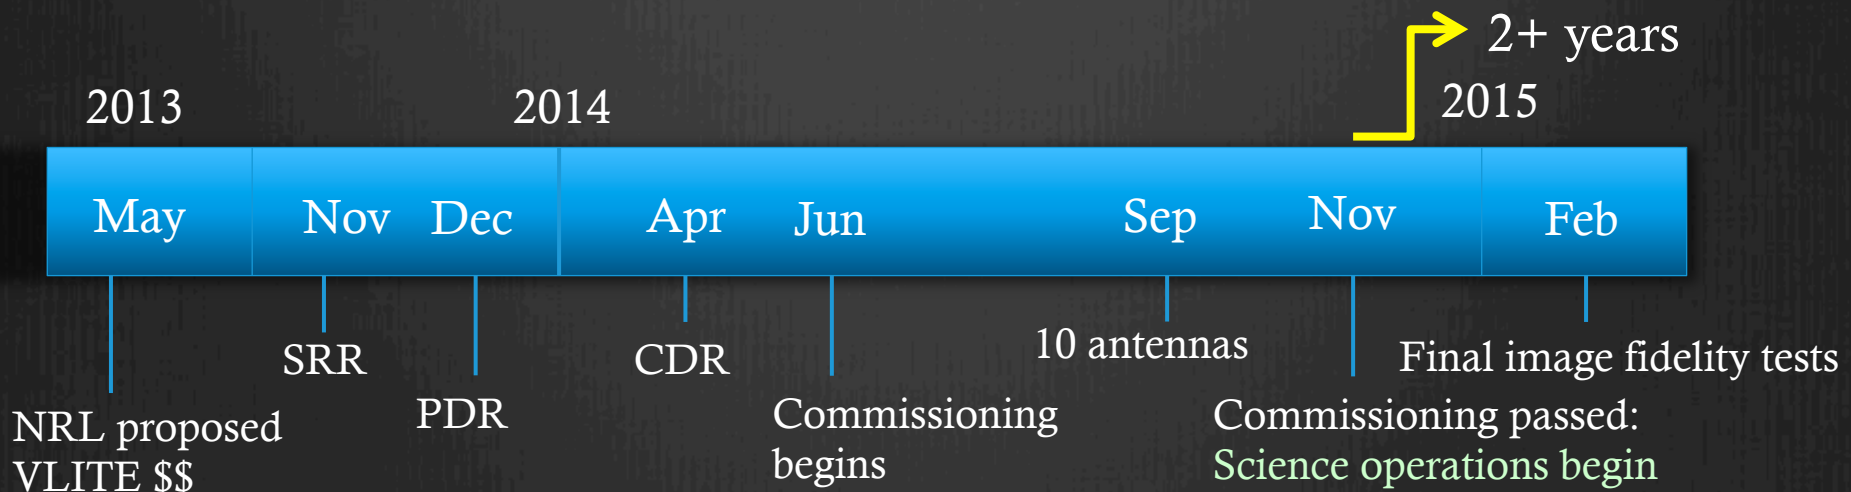 2+ years
2013
2014
2015
May
Nov
Dec
Apr
Jun
Sep
Nov
Feb
NRL proposed
VLITE $$
SRR
PDR
CDR
Commissioning
begins
10 antennas
Commissioning passed:
Science operations begin
Final image fidelity tests